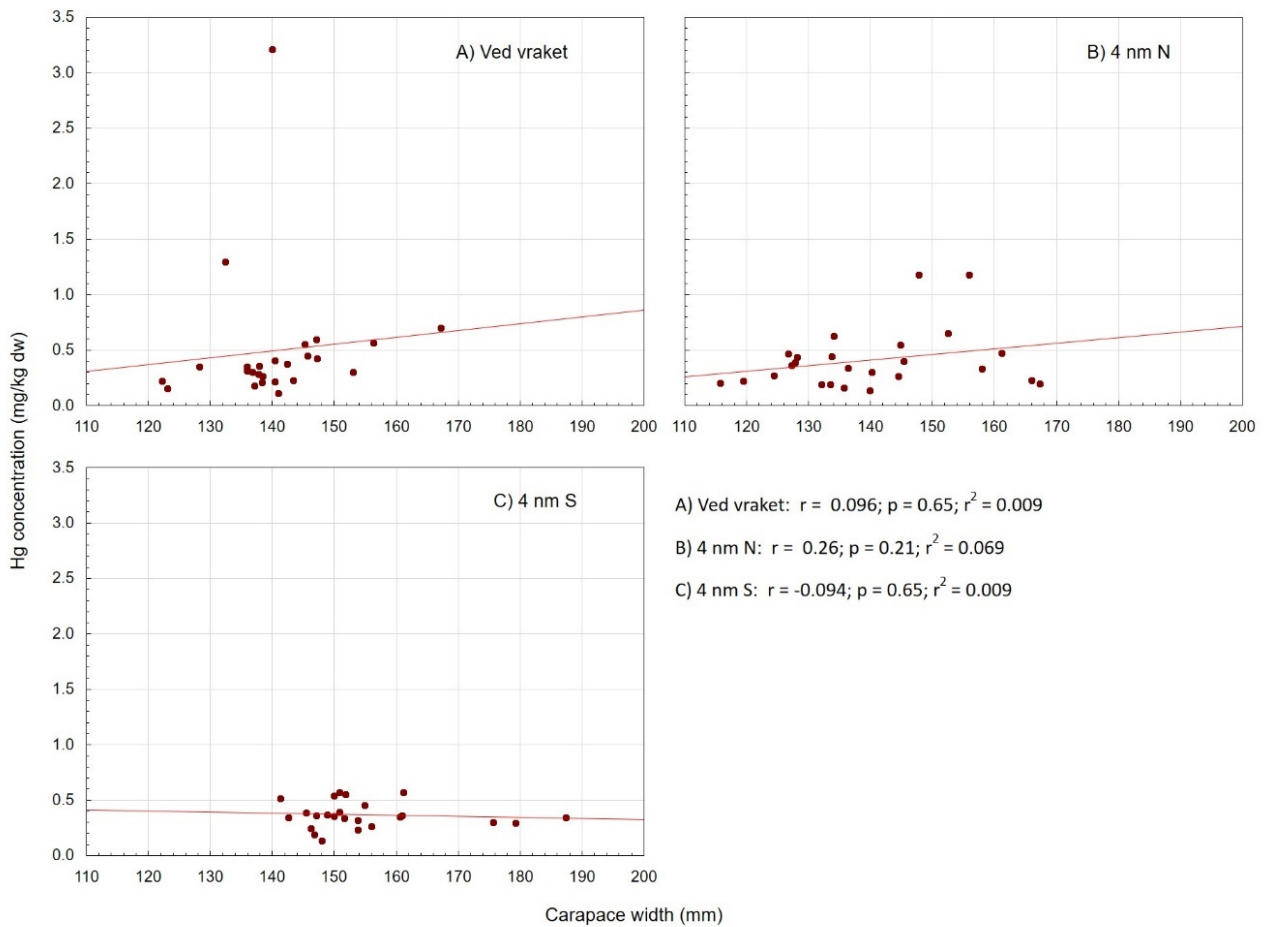 3.5
3.0
2.5
2.0
1.5
1.0
0.5
0.0
A) Ved vraket
110 120 130 140 150 160 170 180 190 200
B) 4 nm N
110 120 130 140 150 160 170 180 190 200
Hg concentration (mg/kg dw)
3.5
3.0
2.5
2.0
1.5
1.0
0.5
0.0
C) 4 nm S
110 120 130 140 150 160 170 180 190 200
A) Ved vraket: r = 0.096; p = 0.65; r² = 0.009
B) 4 nm N: r = 0.26; p = 0.21; r² = 0.069
C) 4 nm S: r = -0.094; p = 0.65; r² = 0.009
Carapace width (mm)